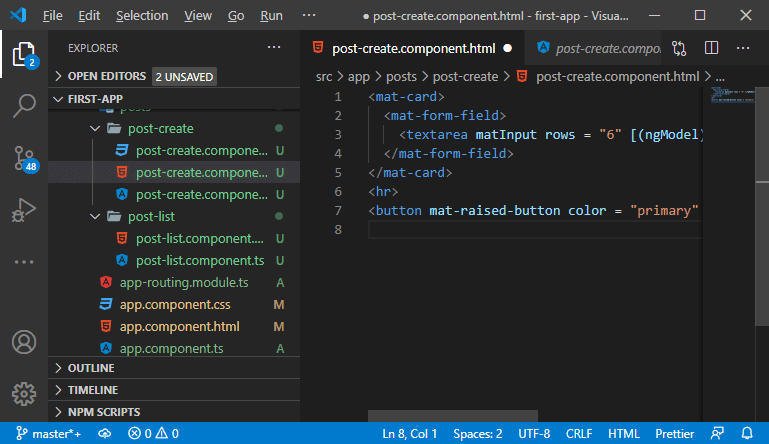 File Edit Selection View Go Run ··· ● post-create.component.html - first-app - Visua...
EXPLORER ···
OPEN EDITORS 2 UNSAVED
FIRST-APP
posts
post-create
post-create.compone... U
post-create.compone... U
post-create.compone... U
post-list
post-list.component.... U
post-list.component.ts U
app-routing.module.ts A
app.component.css M
app.component.html M
app.component.ts A
OUTLINE
TIMELINE
NPM SCRIPTS
2
48
post-create.component.html ● post-create.compo
src > app > posts > post-create > post-create.component.html > ...
1 <mat-card>
2 <mat-form-field>
3 <textarea matInput rows = "6" [(ngModel)
4 </mat-form-field>
5 </mat-card>
6 <hr>
7 <button mat-raised-button color = "primary"
8
master*+ 0 0 Ln 8, Col 1 Spaces: 2 UTF-8 CRLF HTML Prettier